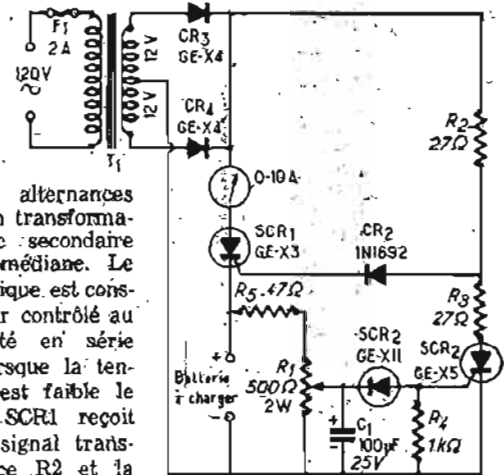 F1
2A
120V
12V
12V
T1
CR3
GE-X4
CR4
GE-X4
0-10A
SCR1
GE-X3
CR2
1N1692
R2
27Ω
R3
27Ω
R5 47Ω
SCR2
GE-X11
SCR2
GE-X5
R1
500Ω
2W
Batterie
à charger
+
-
+
C1
100µF
25V
R4
1kΩ
alternances
n transforma-
c secondaire
médiane. Le
ique est cons-
r contrôlé au
té en série
rsque la ten-
est faible le
SCR1 reçoit
signal trans-
ce R2 et la